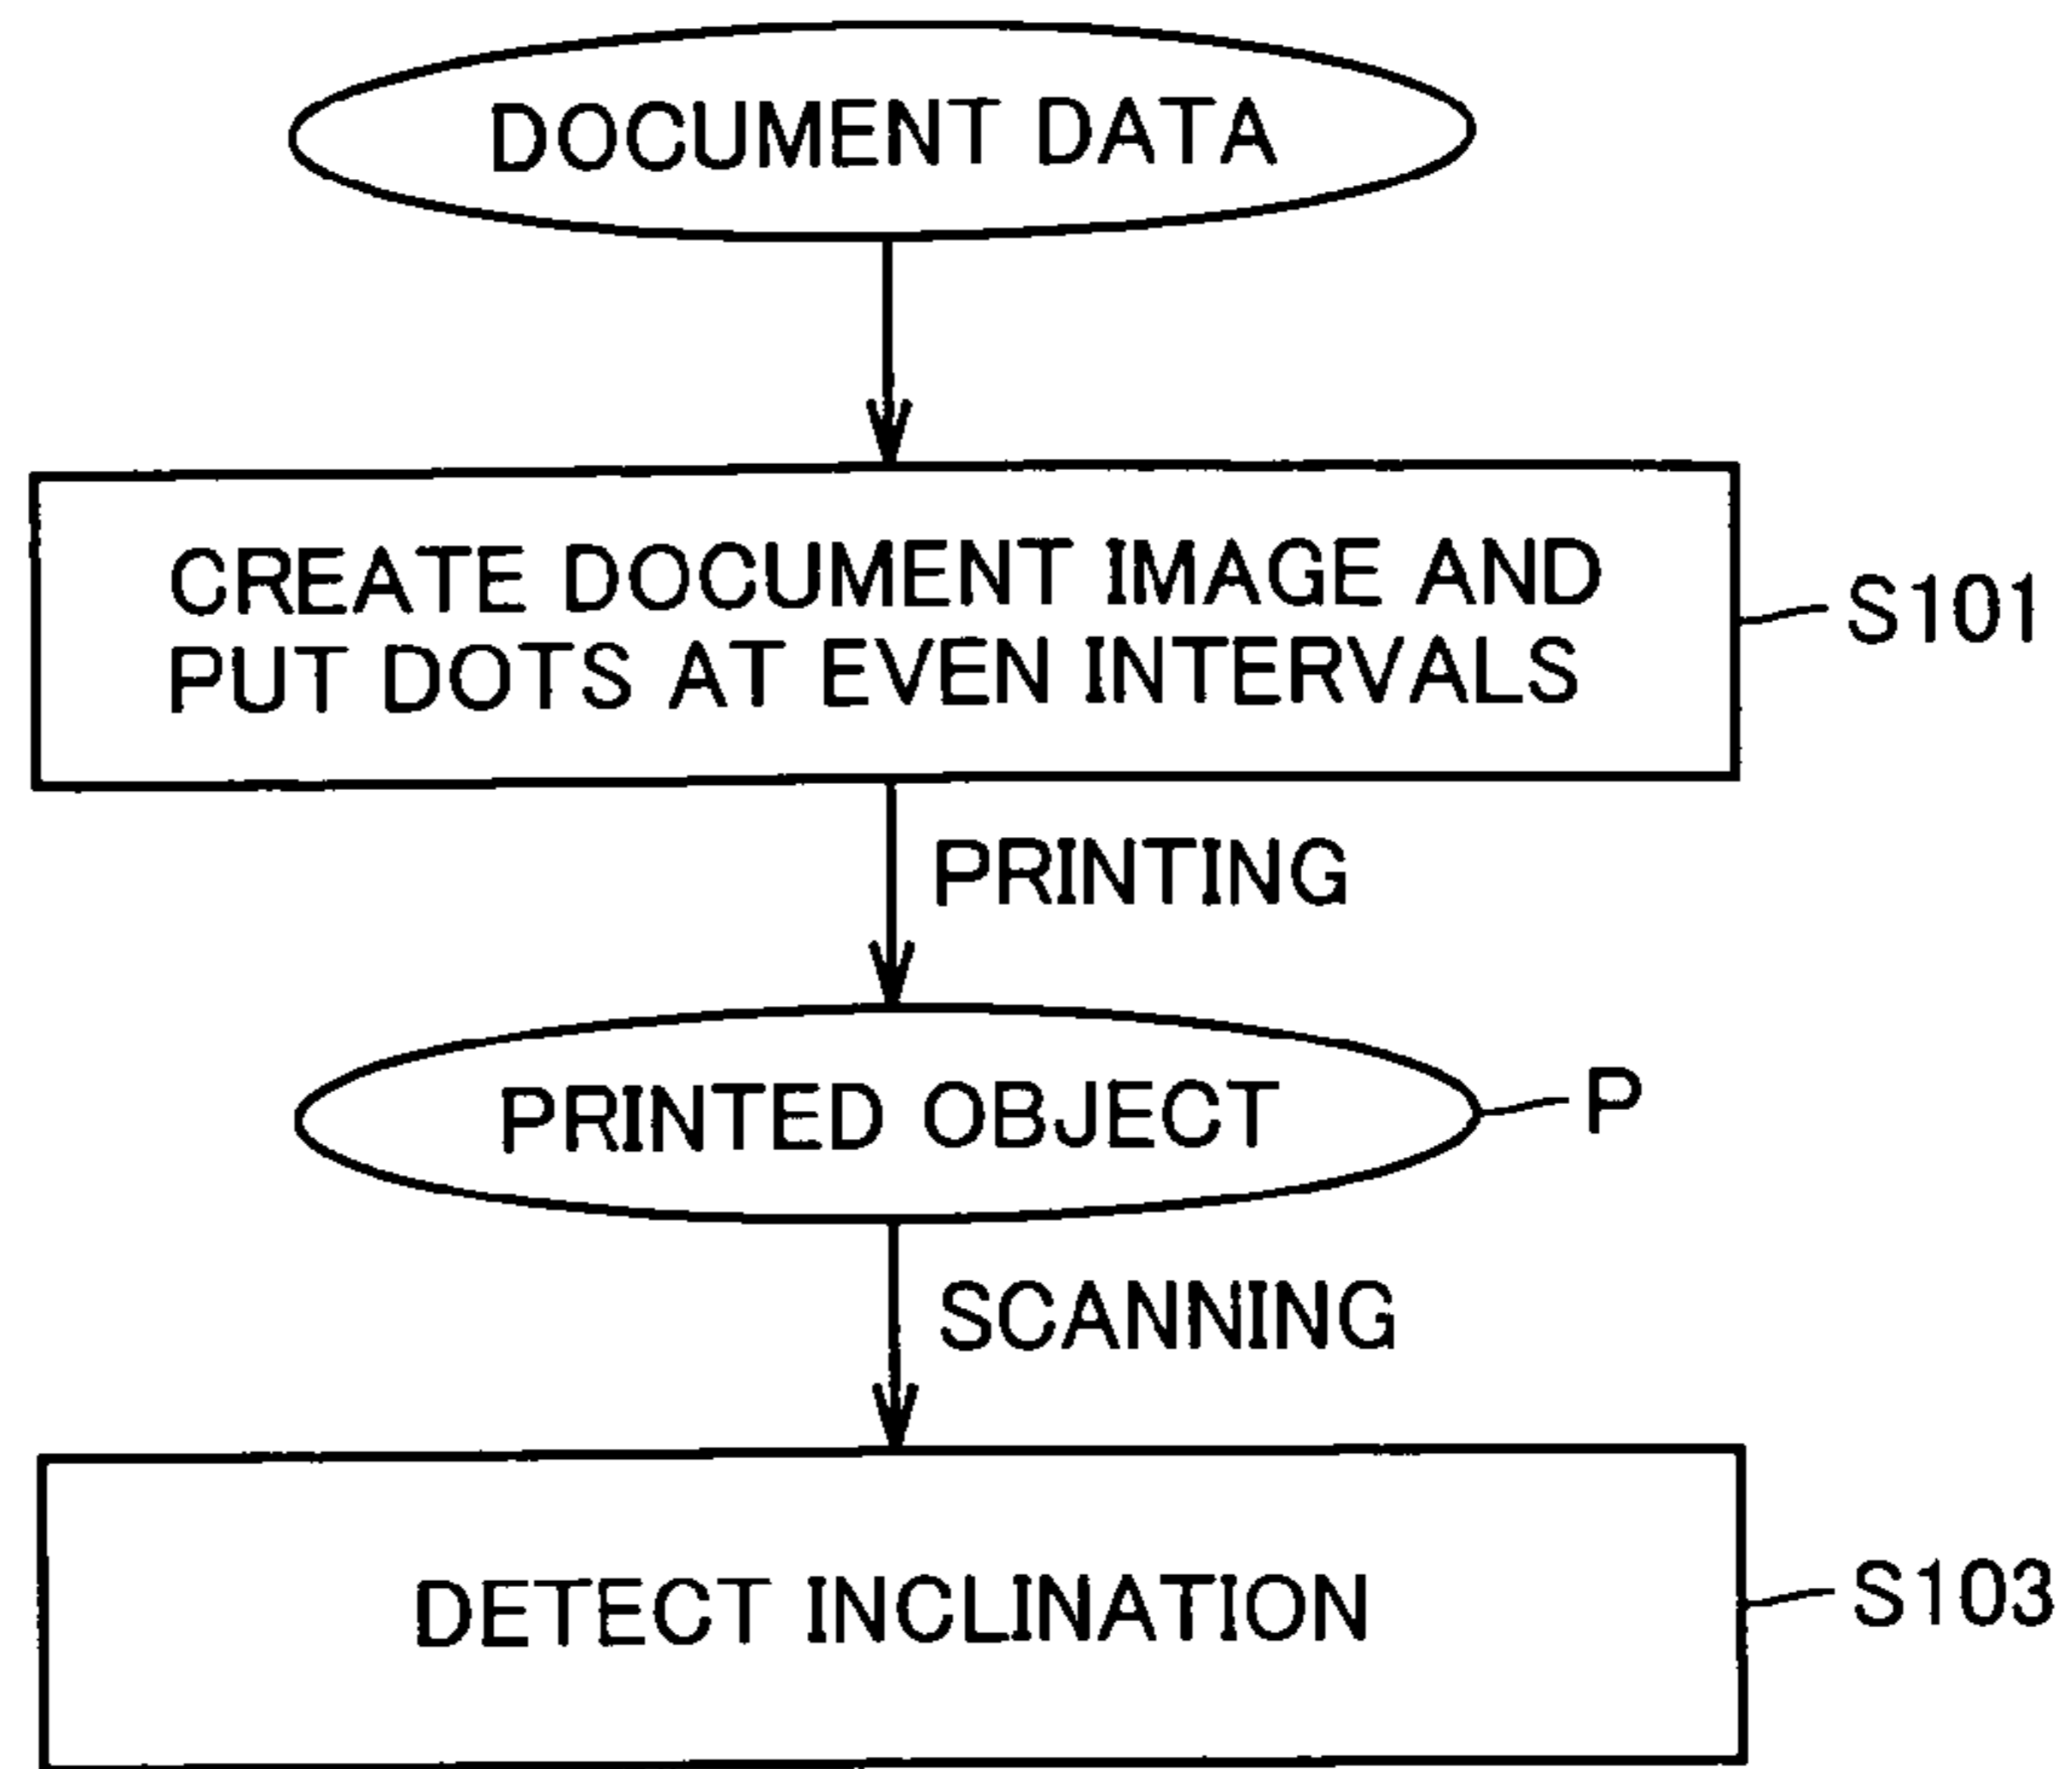 DOCUMENT DATA
CREATE DOCUMENT IMAGE AND
PUT DOTS AT EVEN INTERVALS
S101
PRINTING
PRINTED OBJECT
P
SCANNING
DETECT INCLINATION
S103